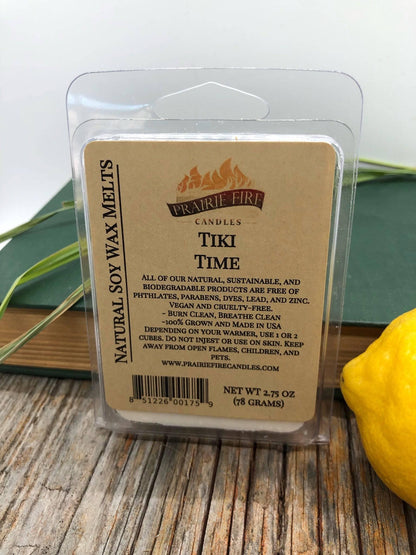 NATURAL SOY WAX MELTS
PRAIRIE FIRE
CANDLES
TIKI
TIME
ALL OF OUR NATURAL, SUSTAINABLE, AND
BIODEGRADABLE PRODUCTS ARE FREE OF
PHTHLATES, PARABENS, DYES, LEAD, AND ZINC.
VEGAN AND CRUELTY-FREE.
- BURN CLEAN, BREATHE CLEAN
-100% GROWN AND MADE IN USA
DEPENDING ON YOUR WARMER, USE 1 OR 2
CUBES. DO NOT INJEST OR USE ON SKIN. KEEP
AWAY FROM OPEN FLAMES, CHILDREN, AND
PETS.
WWW.PRAIRIEFIRECANDLES.COM
8 51226 00175 9
NET WT 2.75 OZ
(78 GRAMS)